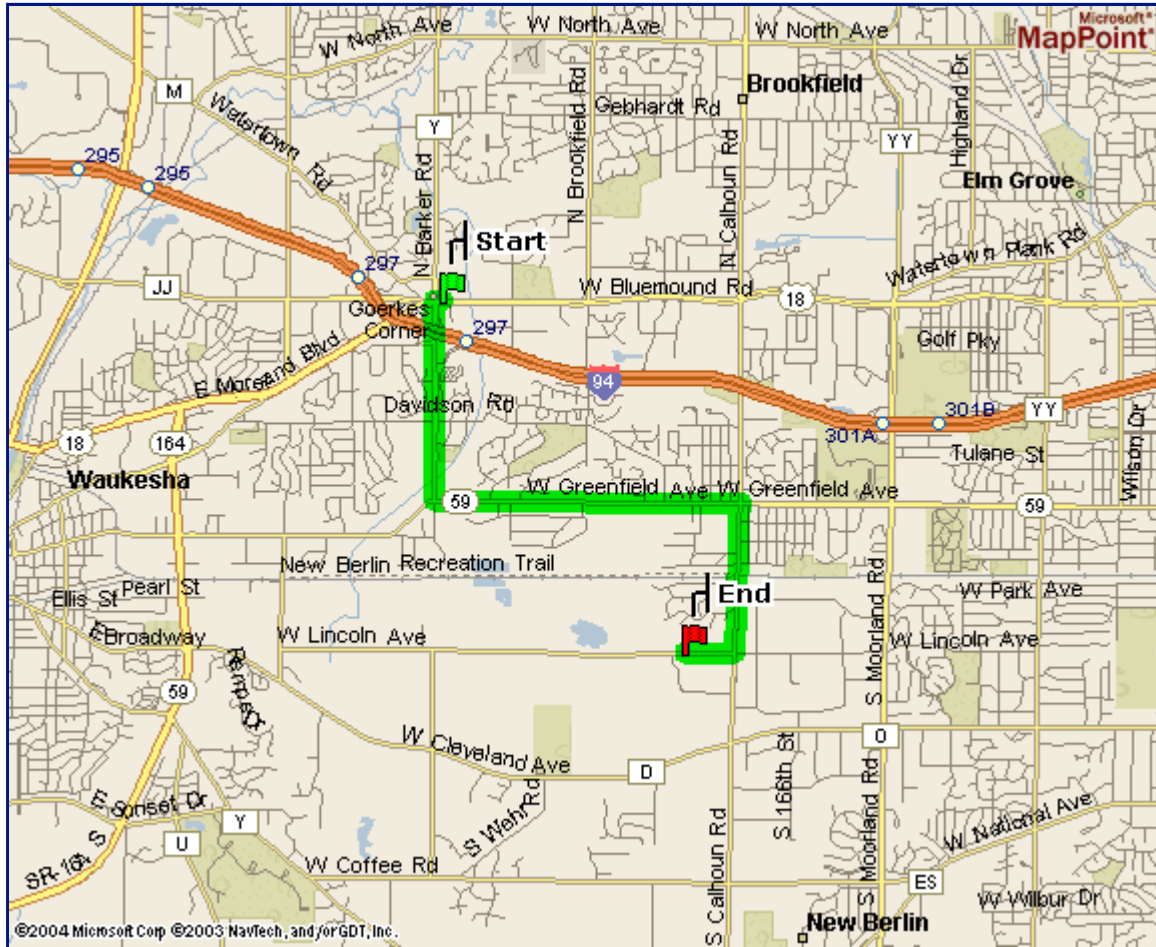 W North Ave
W North Ave
W North Ave
Microsoft®
MapPoint®
M
Watertown Rd
Y
N Barker Rd
N Brookfield Rd
Gebhardt Rd
Brookfield
N Calhoun Rd
YY
Highland Dr
Elm Grove
295
295
Watertown Plank Rd
Start
297
JJ
Goerkes
Corner
W Bluemound Rd
18
297
Golf Pky
E Moreland Blvd
94
Davidson Rd
301A
301B
YY
Wilson Dr
18
164
Tulane St
Waukesha
59
W Greenfield Ave
W Greenfield Ave
59
New Berlin Recreation Trail
Pearl St
Ellis St
W Park Ave
End
E Broadway
W Lincoln Ave
S Moorland Rd
W Lincoln Ave
59
W Cleveland Ave
D
O
S 166th St
E Sunset Dr
Y
U
S Wehr Rd
S Calhoun Rd
S Moorland Rd
W National Ave
SR-164 S
W Coffee Rd
ES
W Wilbur Dr
New Berlin
©2004 Microsoft Corp ©2003 NavTech, and/or GDT, Inc.